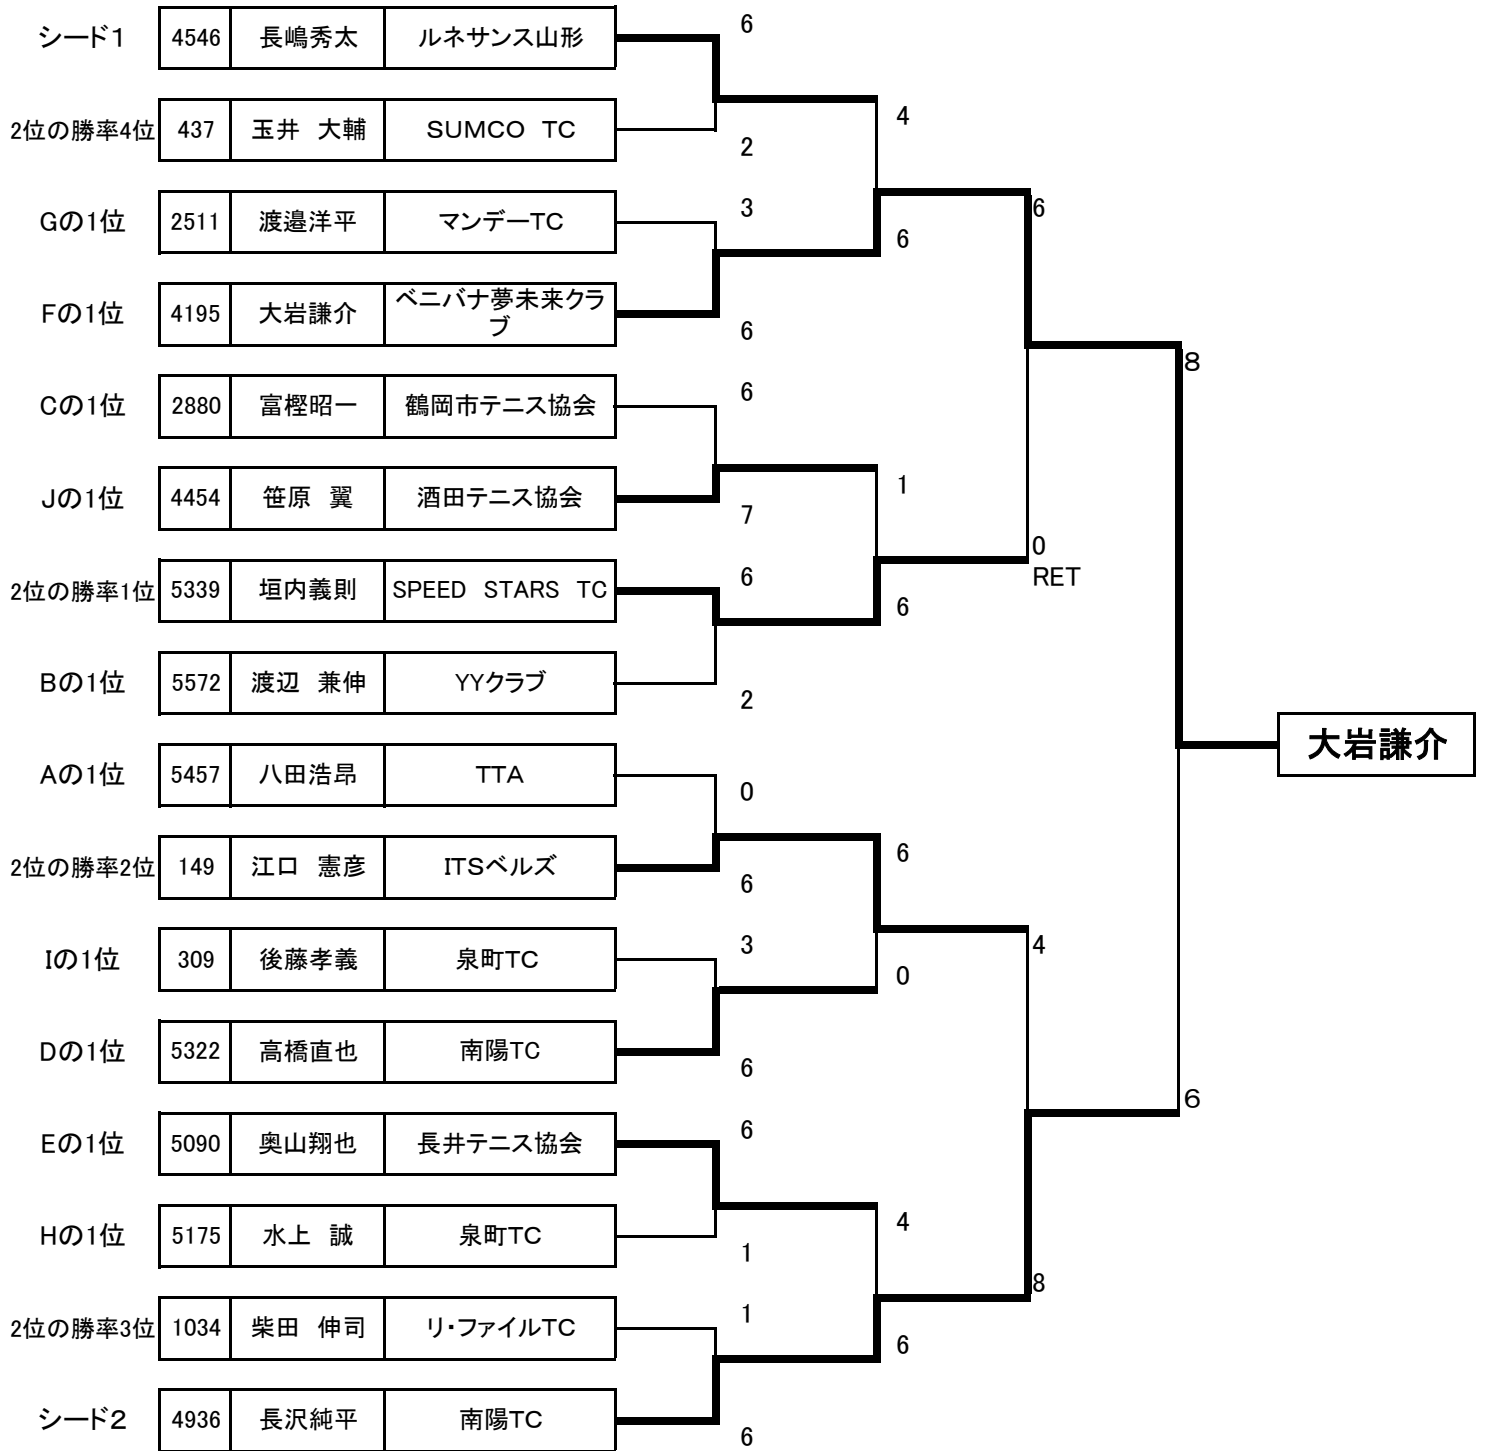 シード1 4546 長嶋秀太 ルネサンス山形 6
2位の勝率4位 437 玉井 大輔 SUMCO TC 4
2
Gの1位 2511 渡邉洋平 マンデーTC 3 6
6
Fの1位 4195 大岩謙介 ベニバナ夢未来クラ
ブ
6
8
Cの1位 2880 富樫昭一 鶴岡市テニス協会 6
Jの1位 4454 笹原 翼 酒田テニス協会 1
7
0
RET
2位の勝率1位 5339 垣内義則 SPEED STARS TC 6
6
Bの1位 5572 渡辺 兼伸 YYクラブ 2
大岩謙介
Aの1位 5457 八田浩昂 TTA 0
2位の勝率2位 149 江口 憲彦 ITSベルズ 6
6
Iの1位 309 後藤孝義 泉町TC 3 4
0
Dの1位 5322 高橋直也 南陽TC 6
6
Eの1位 5090 奥山翔也 長井テニス協会 6
Hの1位 5175 水上 誠 泉町TC 4
1
8
2位の勝率3位 1034 柴田 伸司 リ・ファイルTC 1
6
シード2 4936 長沢純平 南陽TC 6